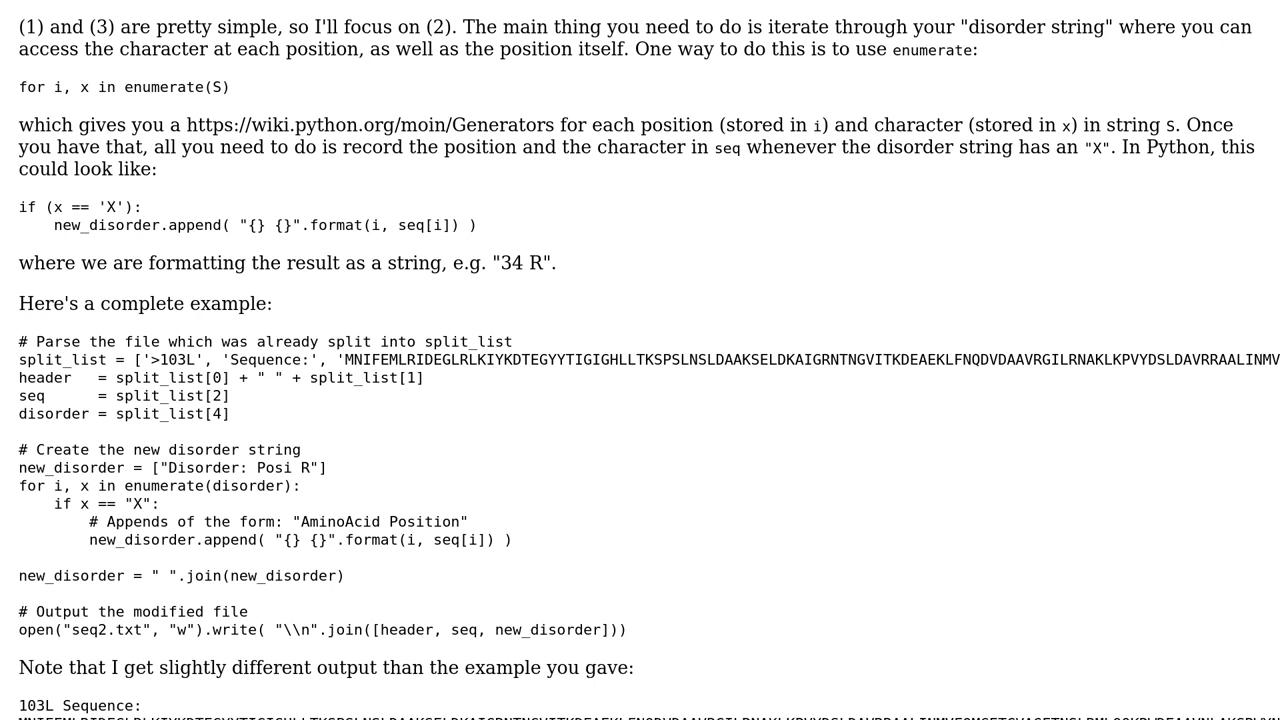 (1) and (3) are pretty simple, so I'll focus on (2). The main thing you need to do is iterate through your "disorder string" where you can
access the character at each position, as well as the position itself. One way to do this is to use enumerate:
for i, x in enumerate(S)
which gives you a https://wiki.python.org/moin/Generators for each position (stored in i) and character (stored in x) in string S. Once
you have that, all you need to do is record the position and the character in seq whenever the disorder string has an "X". In Python, this
could look like:
if (x == 'X'):
    new_disorder.append( "{} {}".format(i, seq[i]) )
where we are formatting the result as a string, e.g. "34 R".
Here's a complete example:
# Parse the file which was already split into split_list
split_list = ['>103L', 'Sequence:', 'MNIFEMLRIDEGLRLKIYKDTEGYYTIGIGHLLTKSPSLNSLDAAKSELDKAIGRNTNGVITKDEAEKLFNQDVDAAVRGILRNAKLKPVYDSLDAVRRAALINMV
header   = split_list[0] + " " + split_list[1]
seq      = split_list[2]
disorder = split_list[4]
# Create the new disorder string
new_disorder = ["Disorder: Posi R"]
for i, x in enumerate(disorder):
    if x == "X":
        # Appends of the form: "AminoAcid Position"
        new_disorder.append( "{} {}".format(i, seq[i]) )
new_disorder = " ".join(new_disorder)
# Output the modified file
open("seq2.txt", "w").write( "\\n".join([header, seq, new_disorder]))
Note that I get slightly different output than the example you gave:
103L Sequence: